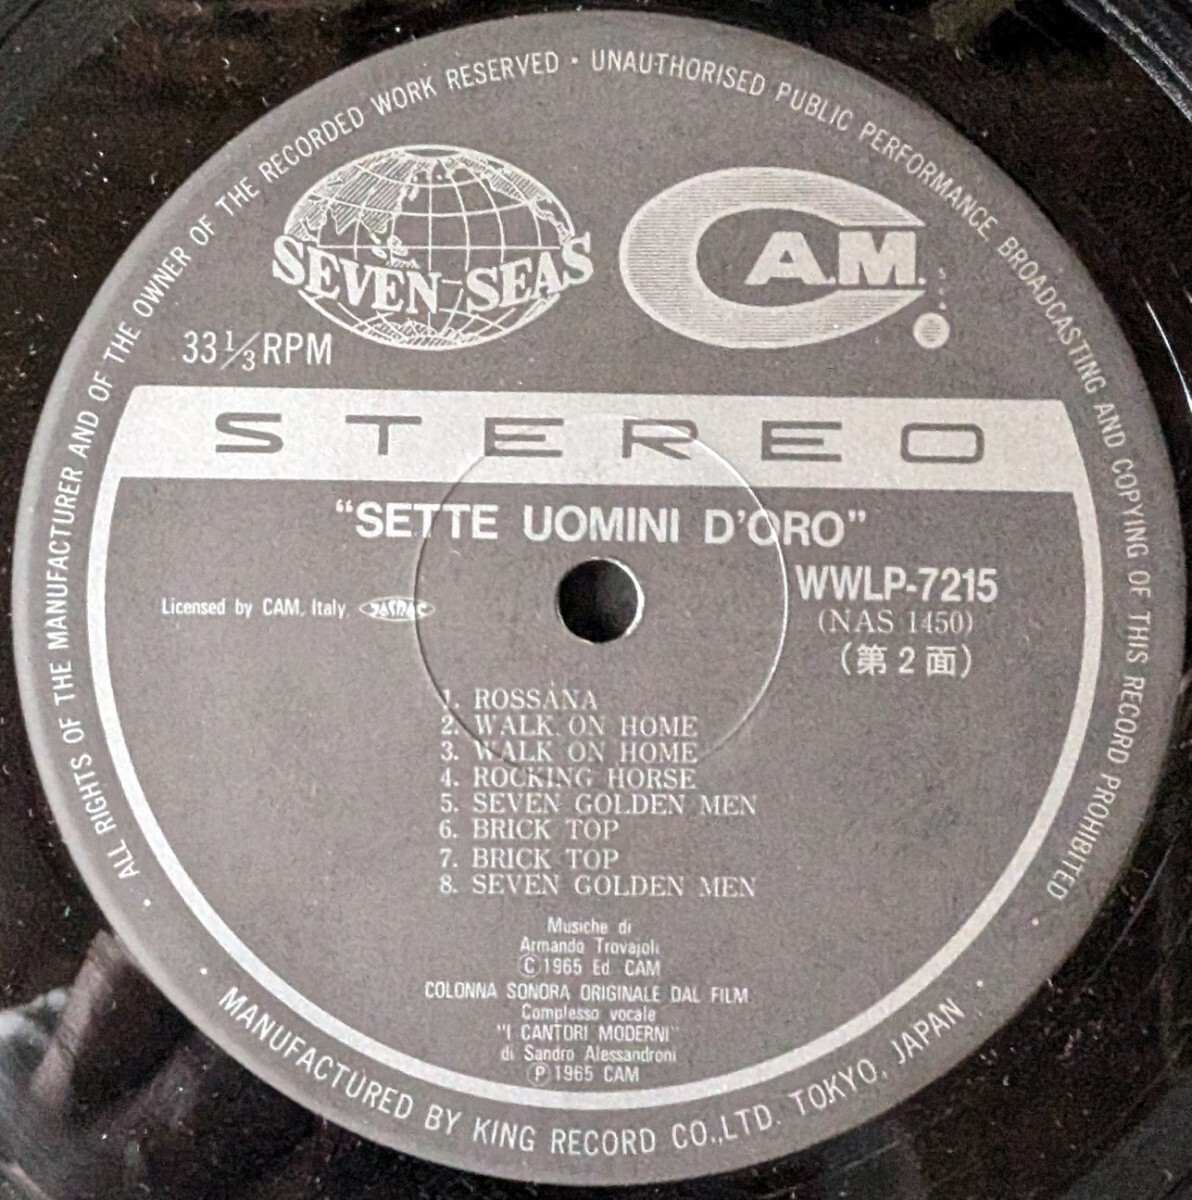 ALL RIGHTS OF THE MANUFACTURER AND OF THE OWNER OF THE RECORDED WORK RESERVED · UNAUTHORISED PUBLIC PERFORMANCE BROADCASTING AND COPYING OF THIS RECORD PROHIBITED
SEVEN SEAS
C.A.M.
33 1/3 RPM
STEREO
"SETTE UOMINI D'ORO"
WWLP-7215
(NAS 1450)
(第2面)
Licensed by CAM, Italy.
JASRAC
1. ROSSANA
2. WALK ON HOME
3. WALK ON HOME
4. ROCKING HORSE
5. SEVEN GOLDEN MEN
6. BRICK TOP
7. BRICK TOP
8. SEVEN GOLDEN MEN
Musiche di
Armando Trovajoli
Ⓒ1965 Ed. CAM
COLONNA SONORA ORIGINALE DAL FILM
Complesso vocale
"I CANTORI MODERNI"
di Sandro Alessandroni
Ⓟ1965 CAM
MANUFACTURED BY KING RECORD CO.,LTD. TOKYO, JAPAN